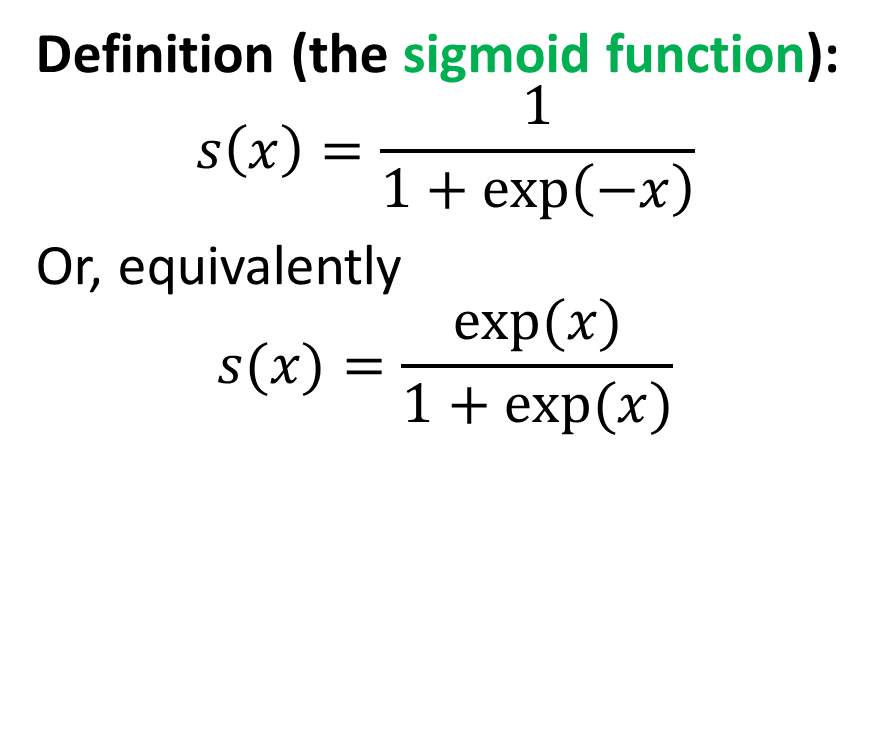 Definition (the sigmoid function):
s(x) = 1 / (1 + exp(−x))
Or, equivalently
s(x) = exp(x) / (1 + exp(x))